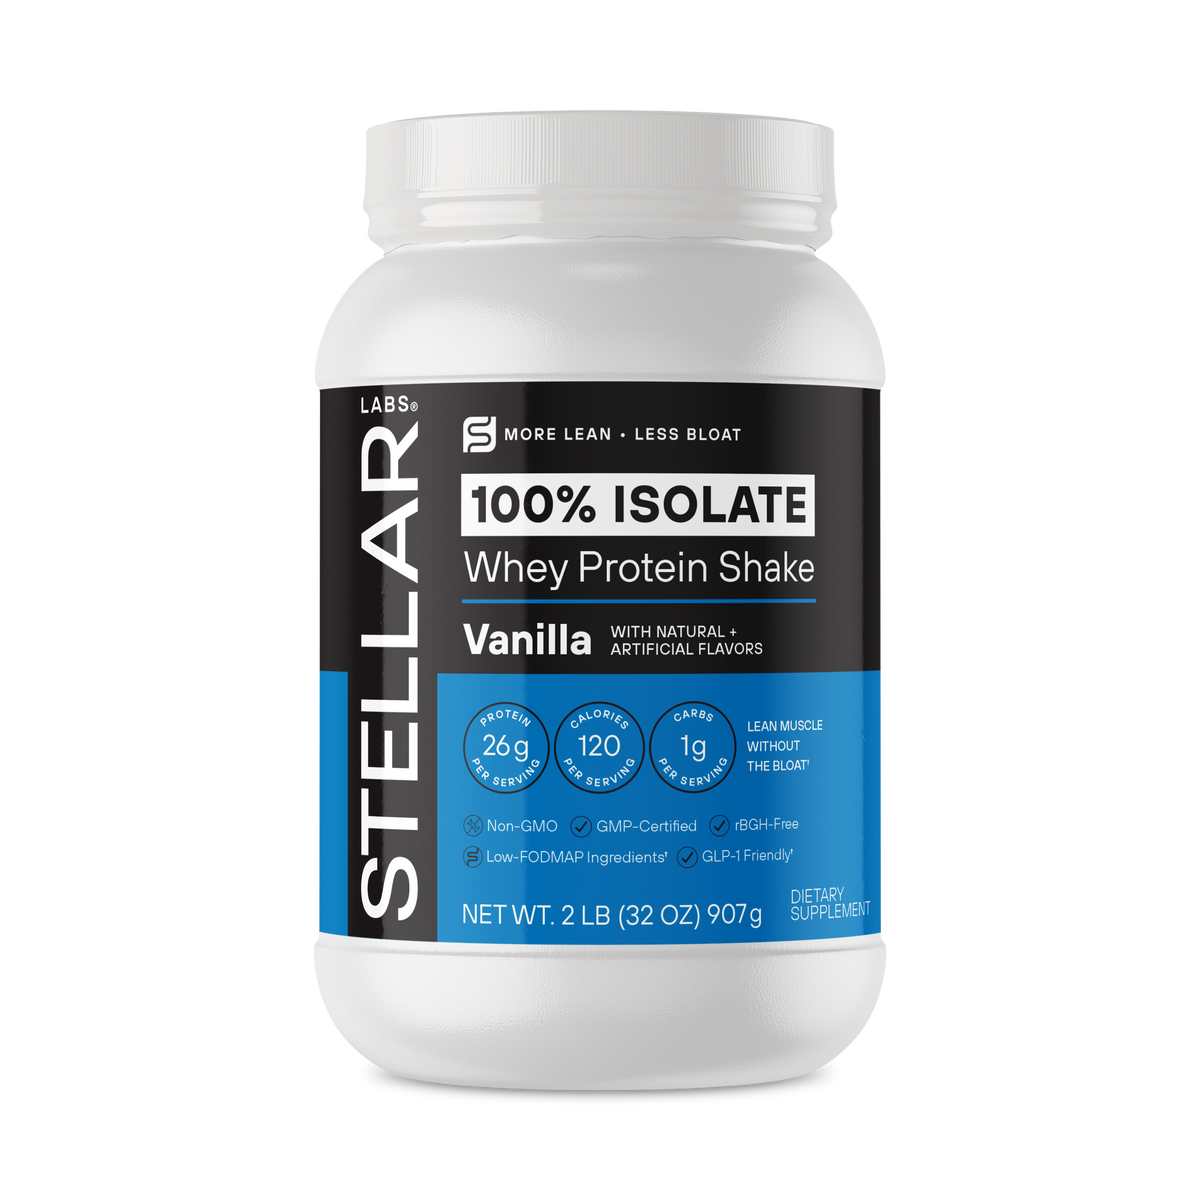 LABS®
STELLAR
MORE LEAN • LESS BLOAT
100% ISOLATE
Whey Protein Shake
Vanilla
WITH NATURAL +
ARTIFICIAL FLAVORS
PROTEIN
26g
PER SERVING
CALORIES
120
PER SERVING
CARBS
1g
PER SERVING
LEAN MUSCLE
WITHOUT
THE BLOAT†
Non-GMO
GMP-Certified
rBGH-Free
Low-FODMAP Ingredients†
GLP-1 Friendly†
NET WT. 2 LB (32 OZ) 907g
DIETARY
SUPPLEMENT